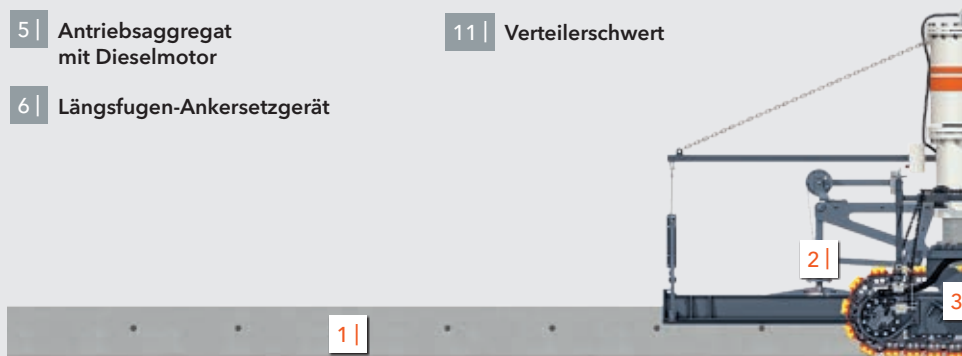 5 | Antriebsaggregat
mit Dieselmotor
6 | Längsfugen-Ankersetzgerät
11 | Verteilerschwert
2 |
3
1 |